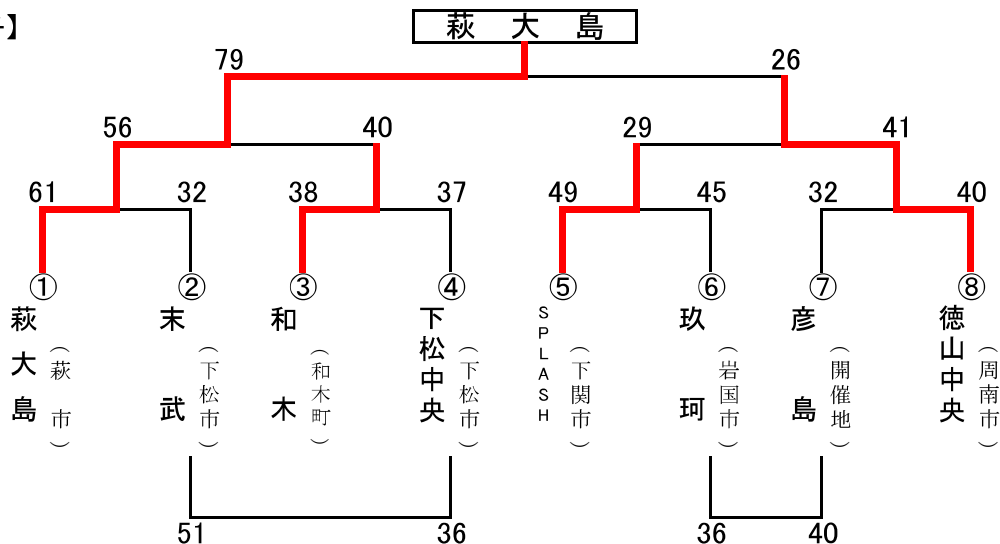 】
萩大島
79 26
56 40 29 41
61 32 38 37 49 45 32 40
① ② ③ ④ ⑤ ⑥ ⑦ ⑧
萩大島
（萩市）
末武
（下松市）
和木
（和木町）
下松中央
（下松市）
SPLASH
（下関市）
玖珂
（岩国市）
彦島
（開催地）
徳山中央
（周南市）
51 36 36 40